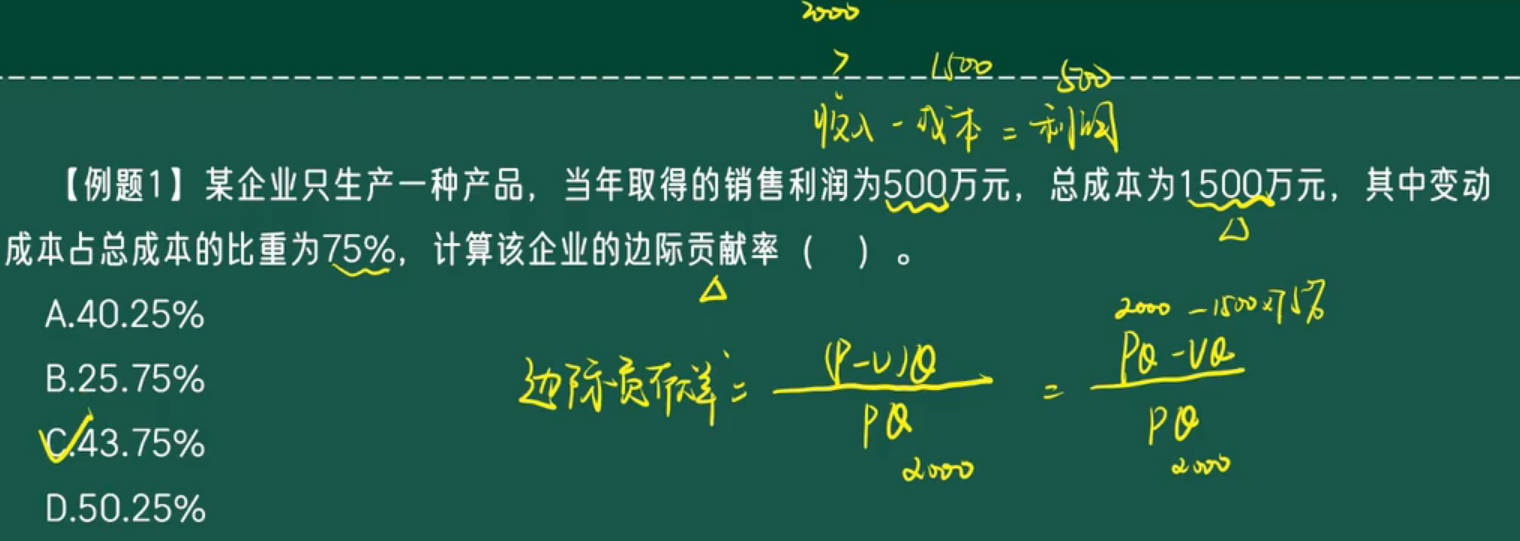 2000
1500 500
收入 - 成本 = 利润
【例题1】某企业只生产一种产品，当年取得的销售利润为500万元，总成本为1500万元，其中变动
成本占总成本的比重为75%，计算该企业的边际贡献率（ ）。
A.40.25%
B.25.75%
C.43.75%
D.50.25%
2000 - 1500×75%
边际贡献率 = (P-V)Q = PQ - VQ
PQ PQ
2000 2000